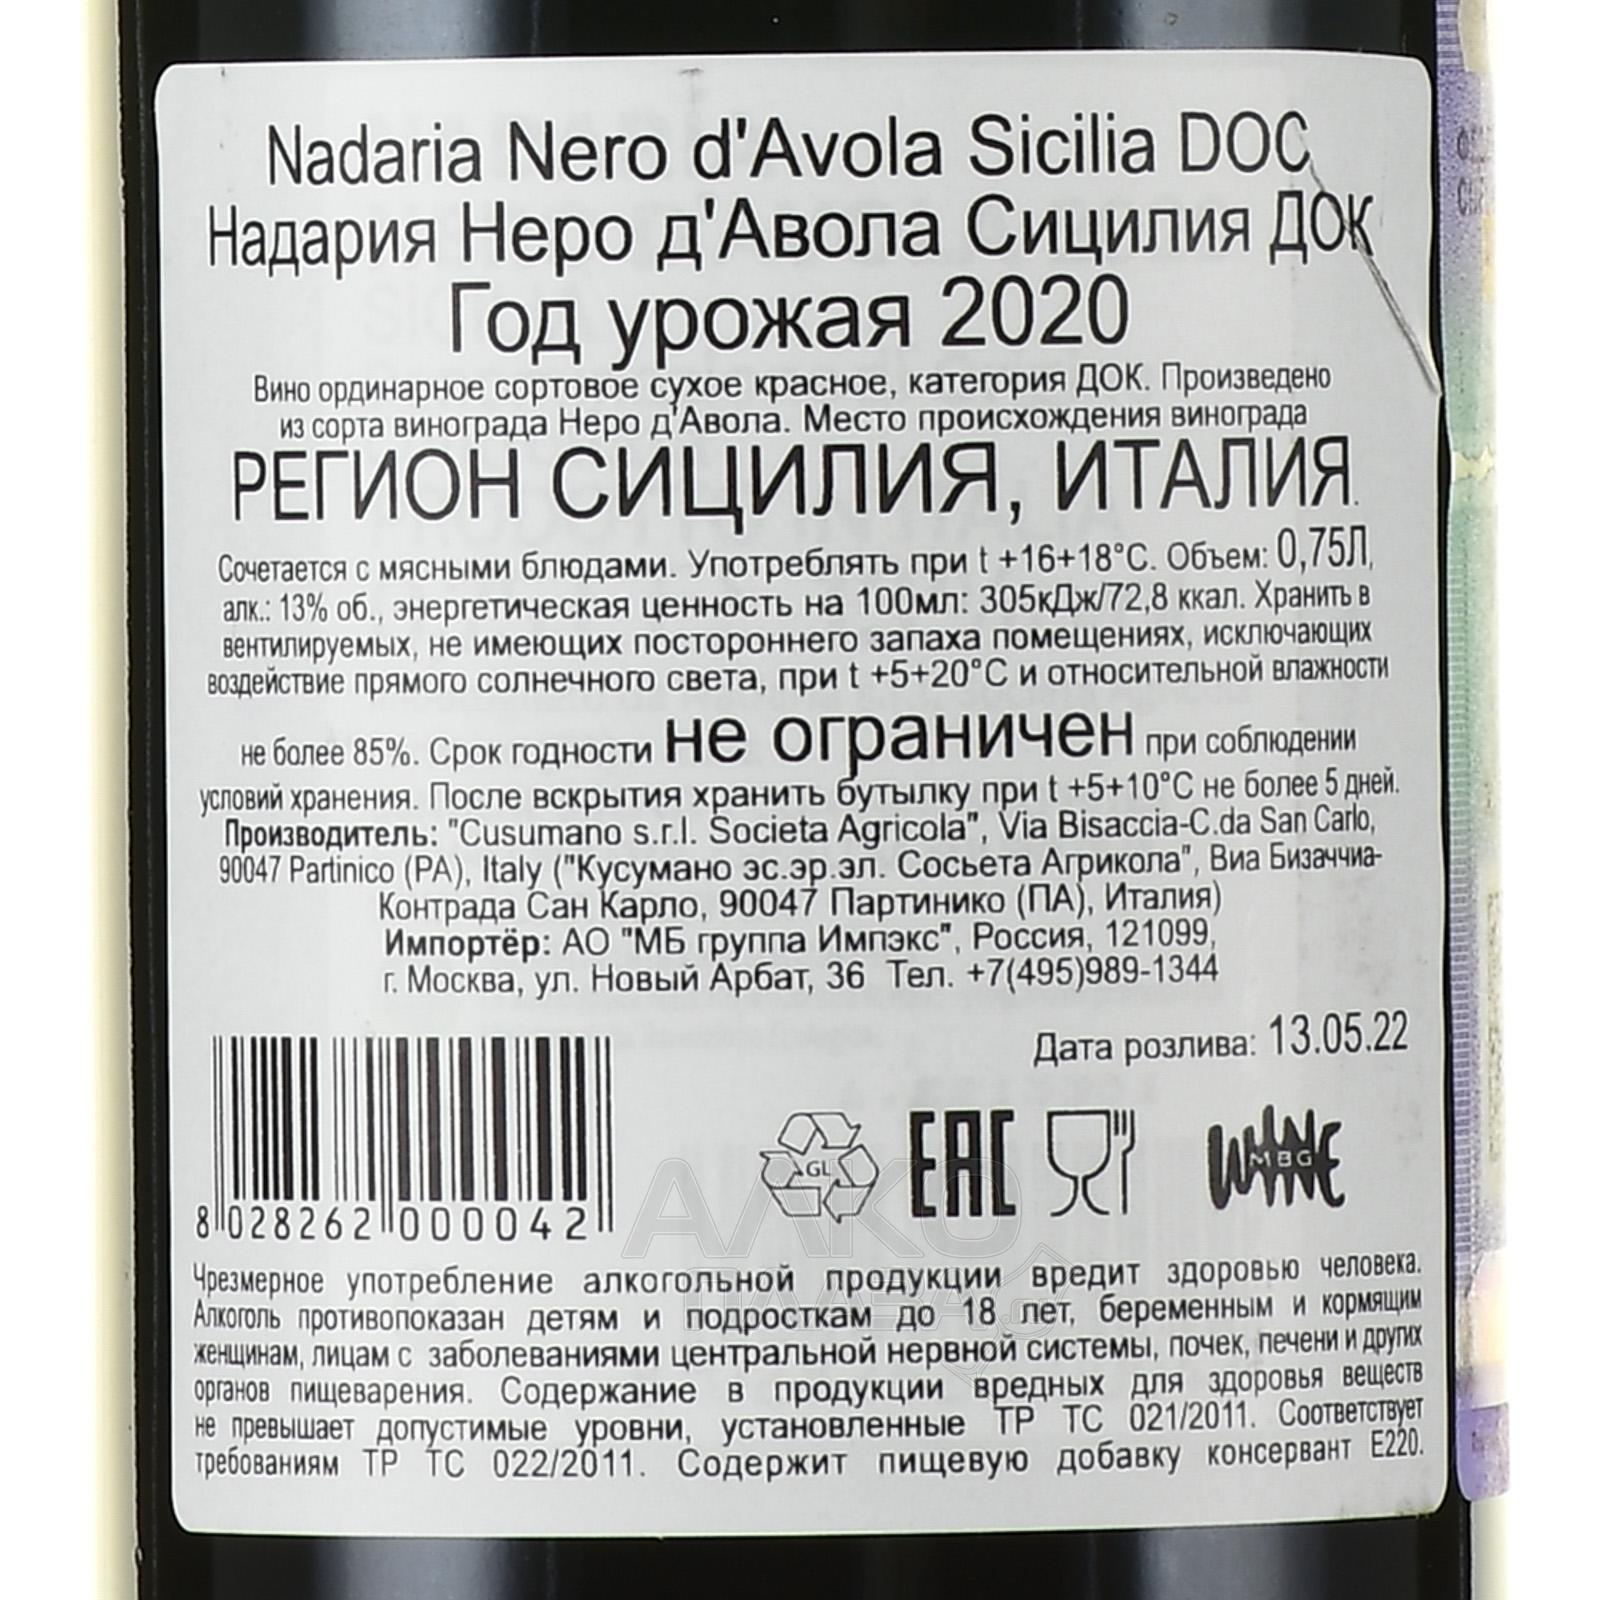 Nadaria Nero d'Avola Sicilia DOC
Надария Неро д'Авола Сицилия ДОК
Год урожая 2020
Вино ординарное сортовое сухое красное, категория ДОК. Произведено
из сорта винограда Неро д'Авола. Место происхождения винограда
РЕГИОН СИЦИЛИЯ, ИТАЛИЯ.
Сочетается с мясными блюдами. Употреблять при t +16+18°С. Объем: 0,75Л,
алк.: 13% об., энергетическая ценность на 100мл: 305кДж/72,8 ккал. Хранить в
вентилируемых, не имеющих постороннего запаха помещениях, исключающих
воздействие прямого солнечного света, при t +5+20°С и относительной влажности
не более 85%. Срок годности не ограничен при соблюдении
условий хранения. После вскрытия хранить бутылку при t +5+10°С не более 5 дней.
Производитель: "Cusumano s.r.l. Societa Agricola", Via Bisaccia-C.da San Carlo,
90047 Partinico (PA), Italy ("Кусумано эс.эр.эл. Сосьета Агрикола", Виа Бизаччиа-
Контрада Сан Карло, 90047 Партинико (ПА), Италия)
Импортёр: АО "МБ группа Импэкс", Россия, 121099,
г. Москва, ул. Новый Арбат, 36 Тел. +7(495)989-1344
Дата розлива: 13.05.22
GL
EAC
WINE
MBG
8 028262 000042
АЛКО
ПЛАЗА
Чрезмерное употребление алкогольной продукции вредит здоровью человека.
Алкоголь противопоказан детям и подросткам до 18 лет, беременным и кормящим
женщинам, лицам с заболеваниями центральной нервной системы, почек, печени и других
органов пищеварения. Содержание в продукции вредных для здоровья веществ
не превышает допустимые уровни, установленные ТР ТС 021/2011. Соответствует
требованиям ТР ТС 022/2011. Содержит пищевую добавку консервант Е220.